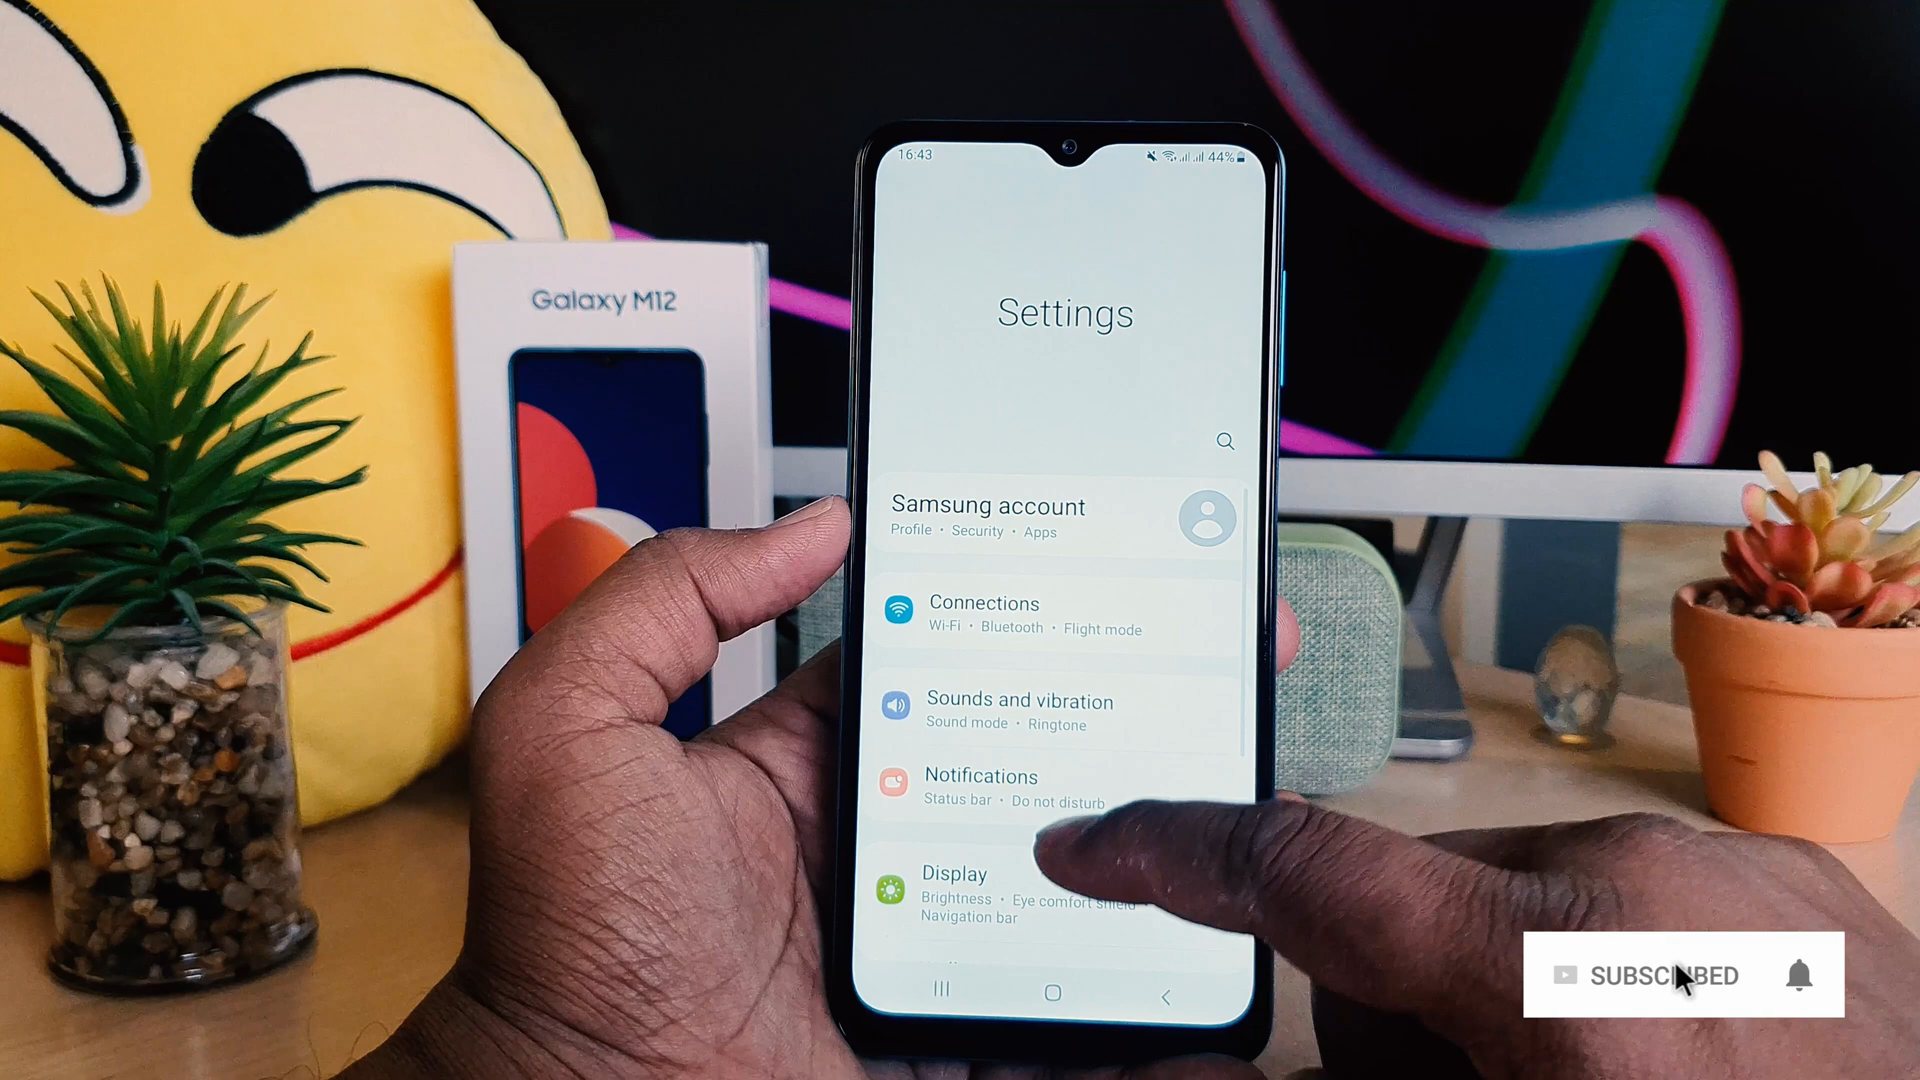 Galaxy M12
16:43
44%
Settings
Samsung account
Profile • Security • Apps
Connections
Wi-Fi • Bluetooth • Flight mode
Sounds and vibration
Sound mode • Ringtone
Notifications
Status bar • Do not disturb
Display
Brightness • Eye comfort shield •
Navigation bar
SUBSCRIBED